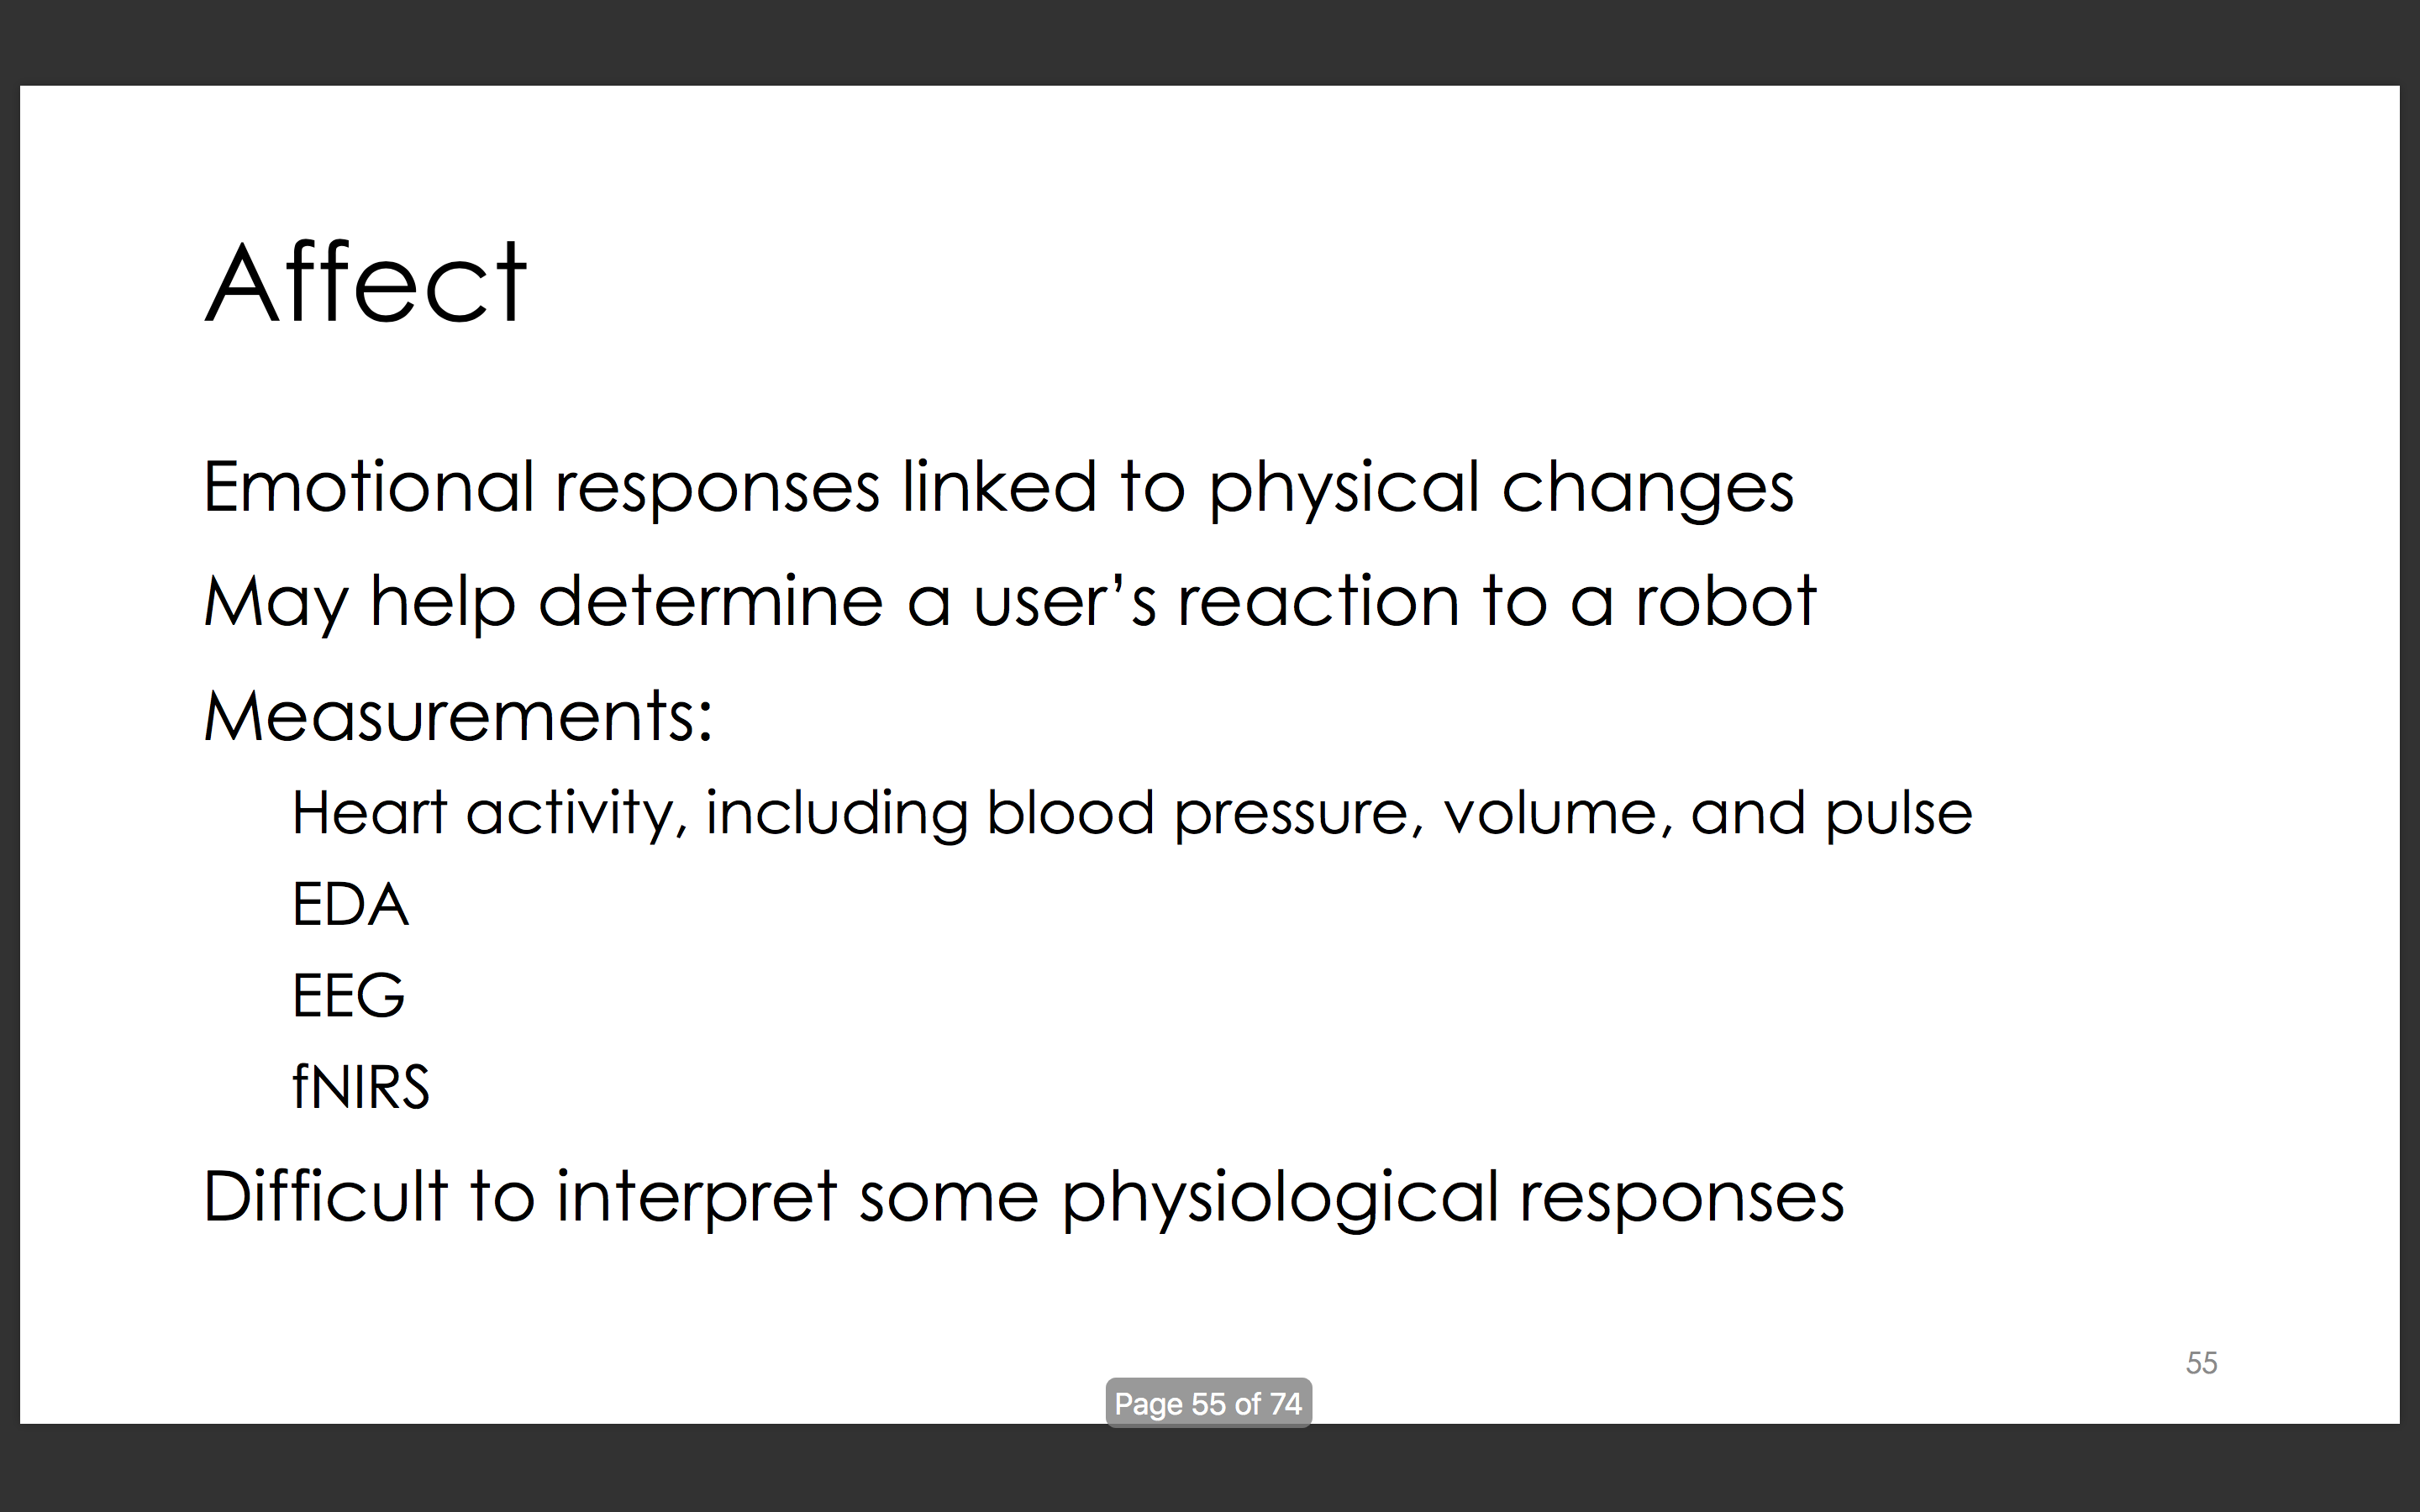 Affect
Emotional responses linked to physical changes
May help determine a user’s reaction to a robot
Measurements:
Heart activity, including blood pressure, volume, and pulse
EDA
EEG
fNIRS
Difficult to interpret some physiological responses
55
Page 55 of 74